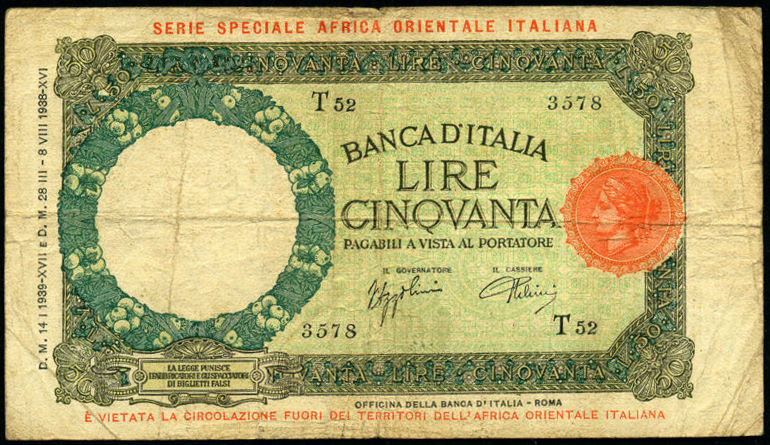 SERIE SPECIALE AFRICA ORIENTALE ITALIANA
50 CINQVANTA LIRE CINQVANTA 50
T 52 3578
BANCA D'ITALIA
LIRE
CINQVANTA
PAGABILI A VISTA AL PORTATORE
IL GOVERNATORE IL CASSIERE
3578 T 52
D. M. 14 I 1939-XVII E D. M. 28 III - 8 VIII 1938-XVI
LA LEGGE PUNISCE
I FABBRICATORI E GLI SPACCIATORI
DI BIGLIETTI FALSI
CINQVANTA
OFFICINA DELLA BANCA D'ITALIA - ROMA
È VIETATA LA CIRCOLAZIONE FUORI DEI TERRITORI DELL'AFRICA ORIENTALE ITALIANA